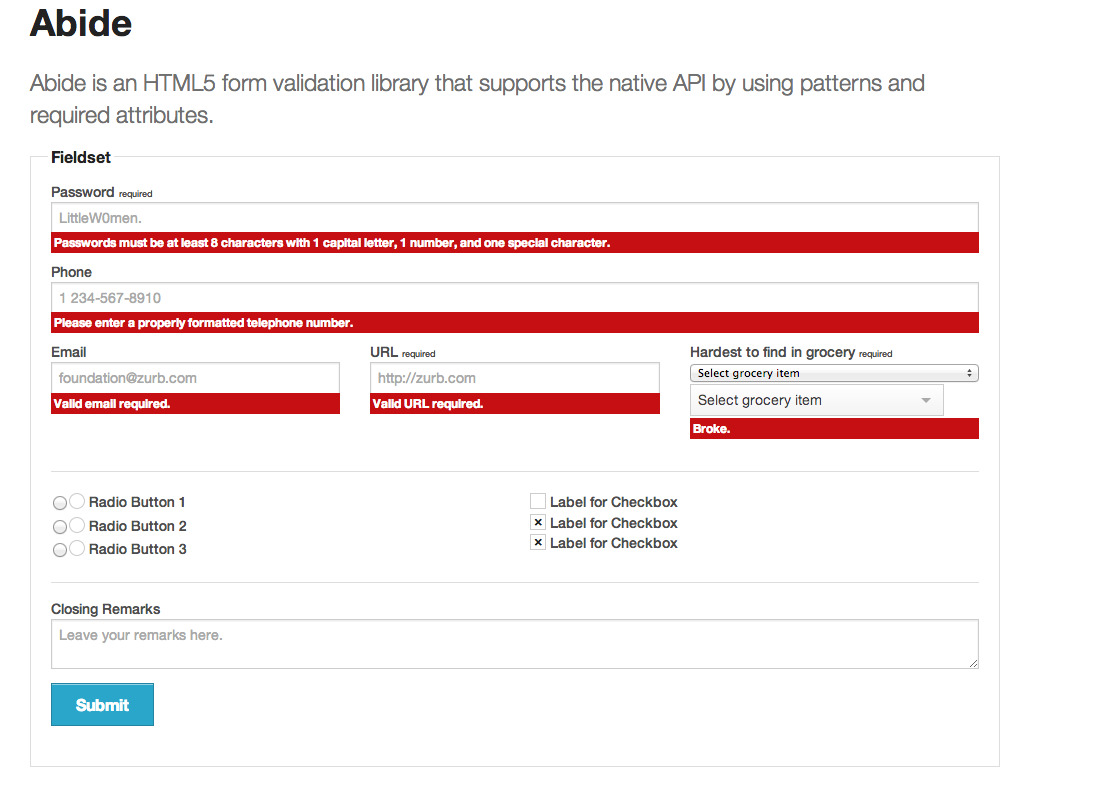 Abide
Abide is an HTML5 form validation library that supports the native API by using patterns and
required attributes.
Fieldset
Password required
LittleW0men.
Passwords must be at least 8 characters with 1 capital letter, 1 number, and one special character.
Phone
1 234-567-8910
Please enter a properly formatted telephone number.
Email
foundation@zurb.com
Valid email required.
URL required
http://zurb.com
Valid URL required.
Hardest to find in grocery required
Select grocery item
Select grocery item
Broke.
Radio Button 1
Radio Button 2
Radio Button 3
Label for Checkbox
Label for Checkbox
Label for Checkbox
Closing Remarks
Leave your remarks here.
Submit